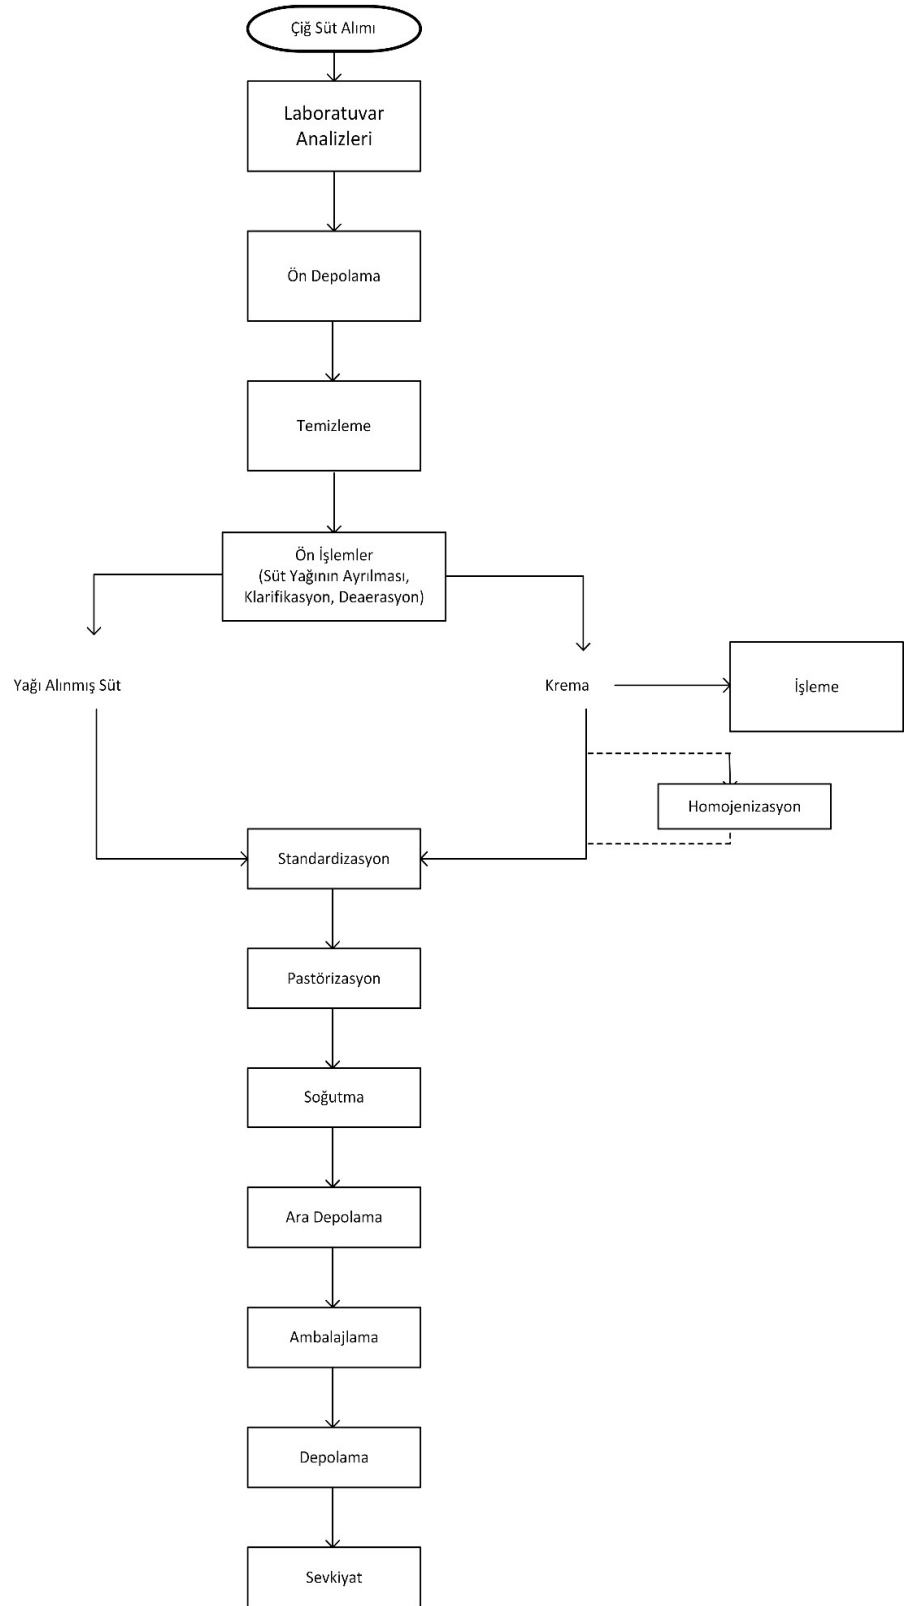 Çiğ Süt Alımı
Laboratuvar
Analizleri
Ön Depolama
Temizleme
Ön İşlemler
(Süt Yağının Ayrılması,
Klarifikasyon, Deaerasyon)
Yağı Alınmış Süt
Krema
İşleme
Homojenizasyon
Standardizasyon
Pastörizasyon
Soğutma
Ara Depolama
Ambalajlama
Depolama
Sevkiyat